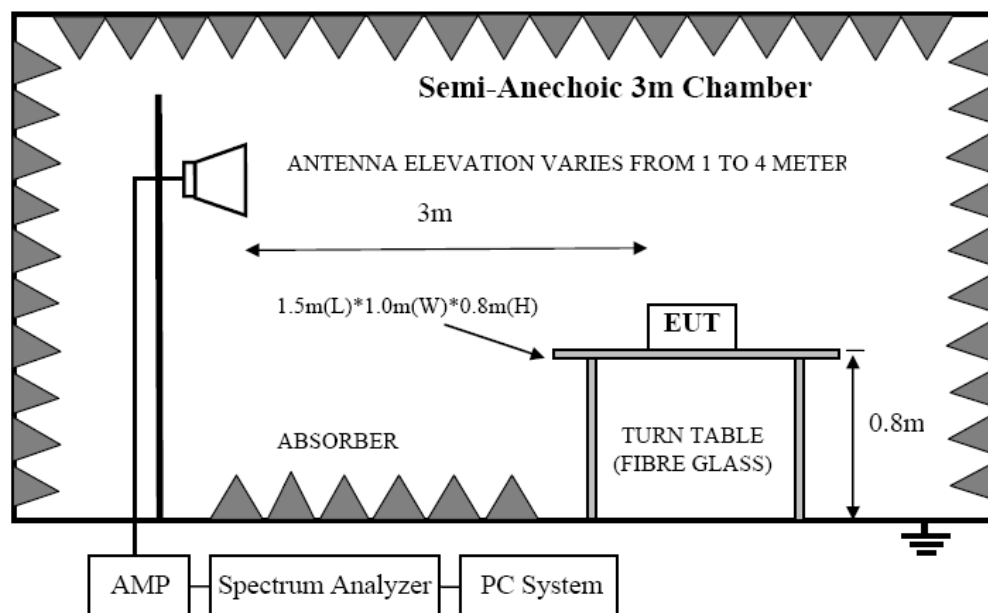 Semi-Anechoic 3m Chamber
ANTENNA ELEVATION VARIES FROM 1 TO 4 METER
3m
1.5m(L)*1.0m(W)*0.8m(H)
EUT
0.8m
ABSORBER
TURN TABLE
(FIBRE GLASS)
AMP
Spectrum Analyzer
PC System